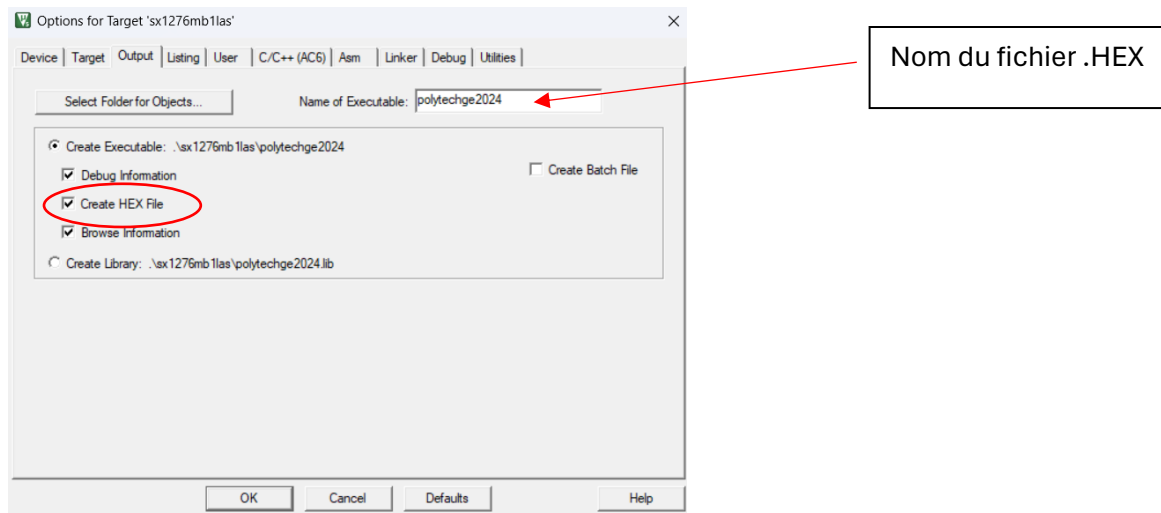 Options for Target 'sx1276mb1las'
Device | Target | Output | Listing | User | C/C++ (AC6) | Asm | Linker | Debug | Utilities
Nom du fichier .HEX
Select Folder for Objects... Name of Executable: polytechge2024
Create Executable: .\sx1276mb1las\polytechge2024
Debug Information Create Batch File
Create HEX File
Browse Information
Create Library: .\sx1276mb1las\polytechge2024.lib
OK Cancel Defaults Help